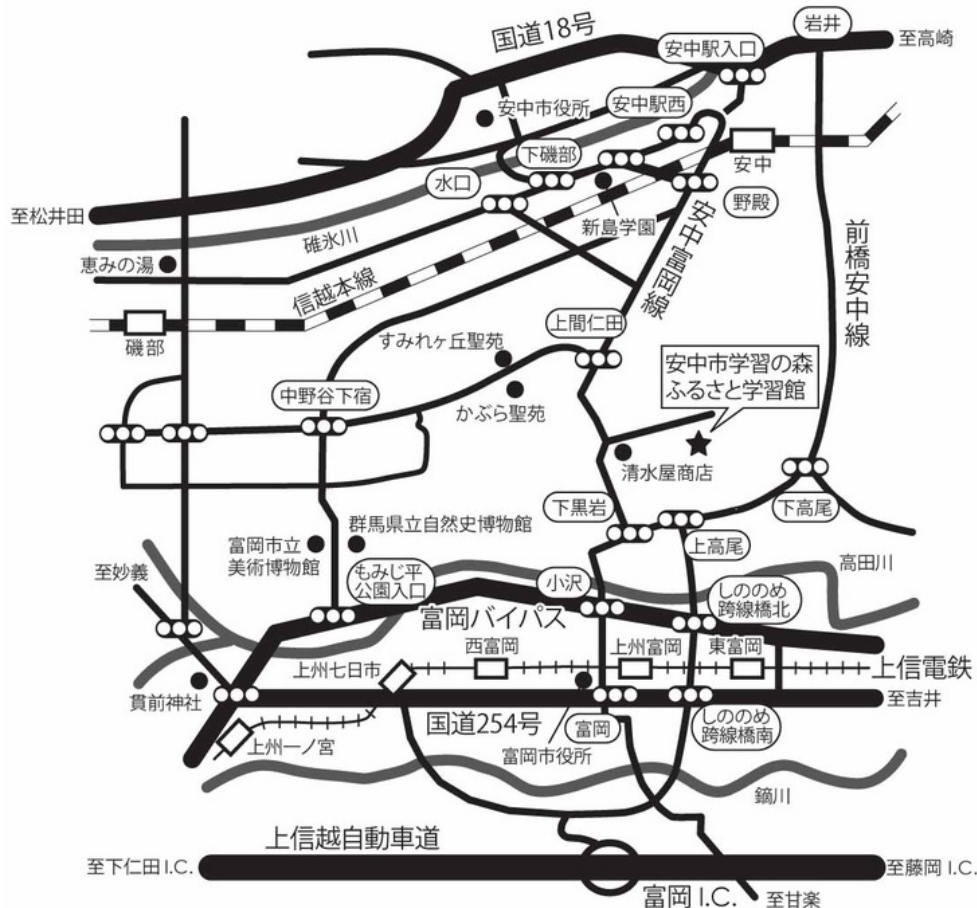 岩井
国道18号
安中駅入口
至高崎
安中駅西
安中市役所
下磯部
安中
水口
野殿
至松井田
新島学園
碓氷川
安中富岡線
前橋安中線
恵みの湯
信越本線
磯部
上間仁田
すみれヶ丘聖苑
安中市学習の森
ふるさと学習館
中野谷下宿
かぶら聖苑
清水屋商店
下黒岩
下高尾
群馬県立自然史博物館
富岡市立
美術博物館
上高尾
高田川
至妙義
もみじ平
公園入口
小沢
しののめ
跨線橋北
富岡バイパス
西富岡
上州富岡
東富岡
上州七日市
上信電鉄
貫前神社
国道254号
富岡
しののめ
跨線橋南
至吉井
上州一ノ宮
富岡市役所
鏑川
上信越自動車道
至下仁田 I.C.
至藤岡 I.C.
富岡 I.C.
至甘楽